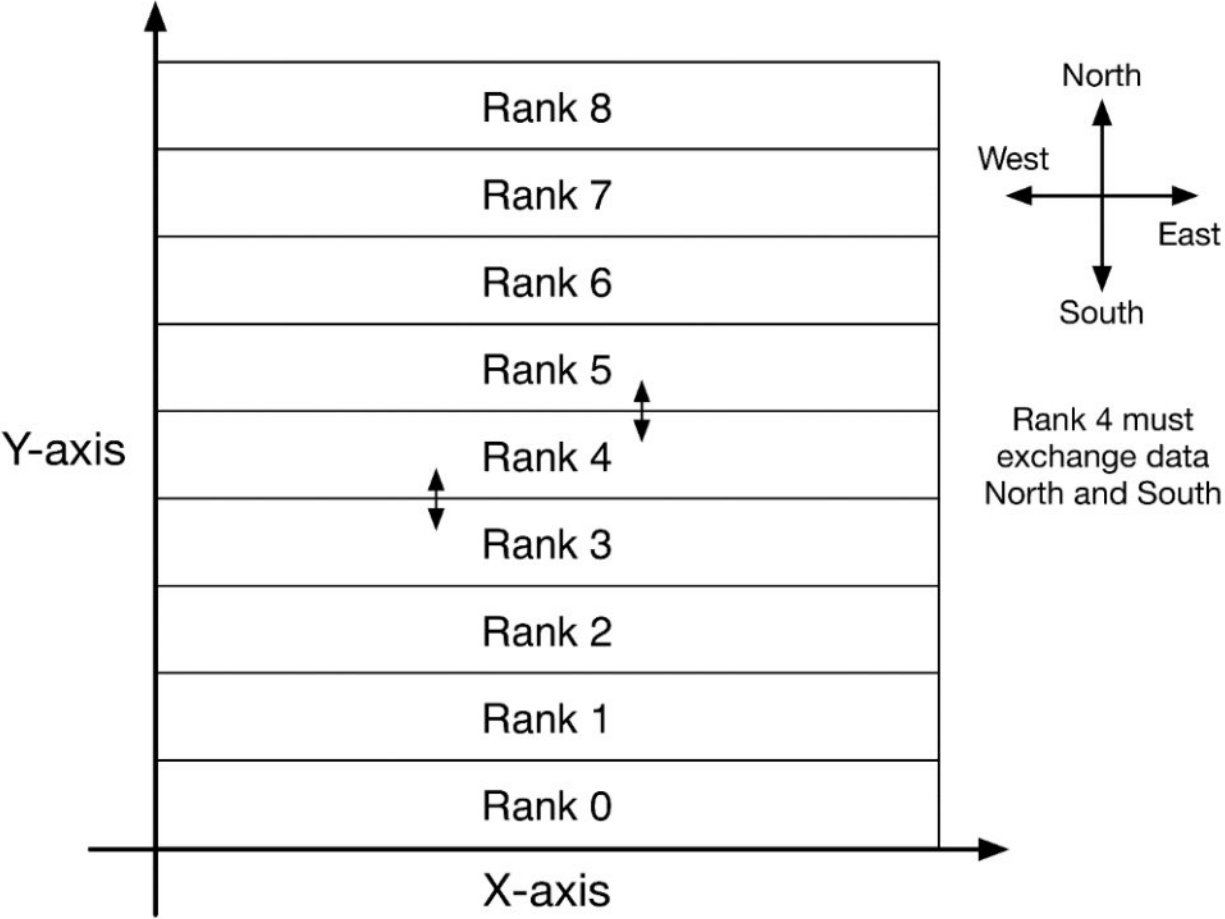 Rank 8
Rank 7
Rank 6
Rank 5
Rank 4
Rank 3
Rank 2
Rank 1
Rank 0
Y-axis
X-axis
North
West
East
South
Rank 4 must
exchange data
North and South